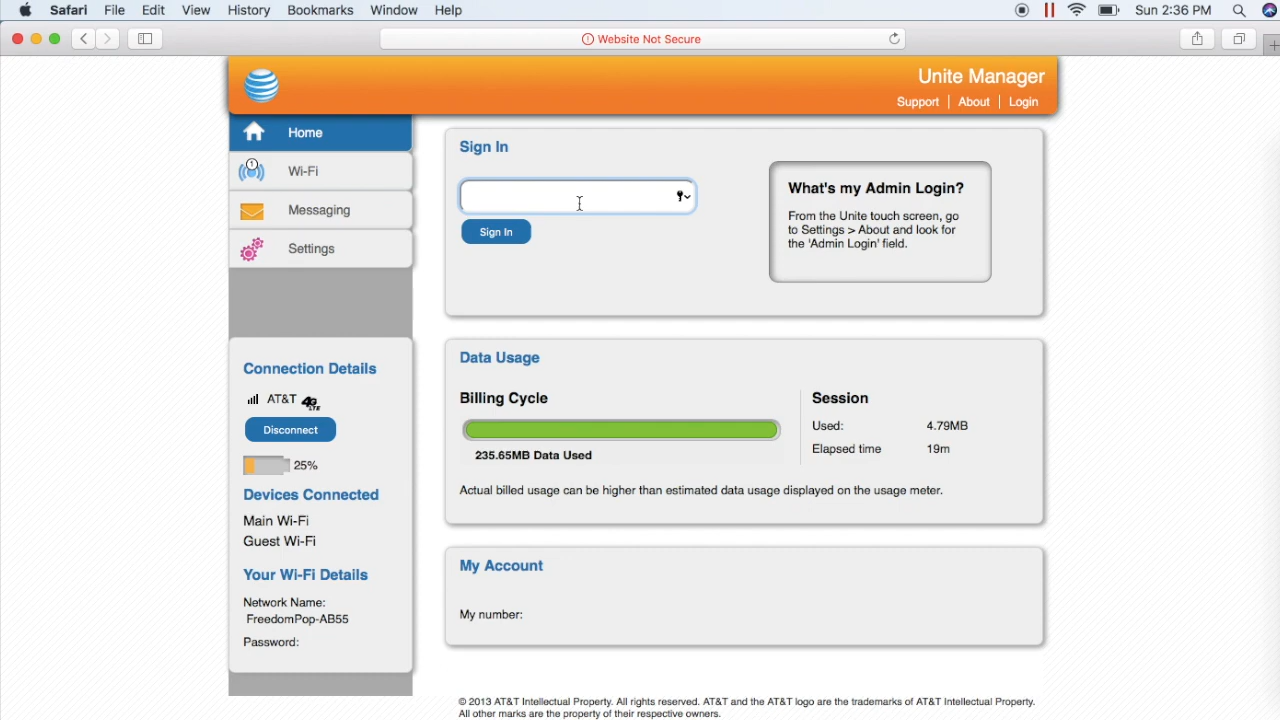 Safari File Edit View History Bookmarks Window Help Sun 2:36 PM
Website Not Secure
Unite Manager
Support About Login
Home
1
Wi-Fi
Messaging
Settings
Sign In
Sign In
What's my Admin Login?
From the Unite touch screen, go
to Settings > About and look for
the 'Admin Login' field.
Connection Details
AT&T 4G LTE
Disconnect
25%
Devices Connected
Main Wi-Fi
Guest Wi-Fi
Your Wi-Fi Details
Network Name:
FreedomPop-AB55
Password:
Data Usage
Billing Cycle
235.65MB Data Used
Session
Used: 4.79MB
Elapsed time 19m
Actual billed usage can be higher than estimated data usage displayed on the usage meter.
My Account
My number:
© 2013 AT&T Intellectual Property. All rights reserved. AT&T and the AT&T logo are the trademarks of AT&T Intellectual Property.
All other marks are the property of their respective owners.